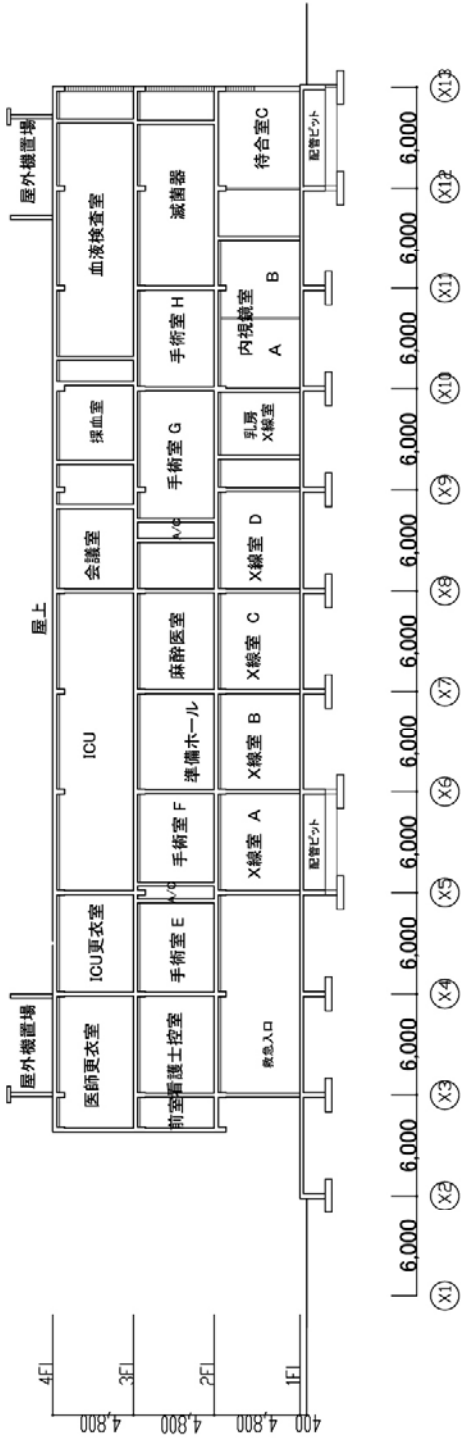 屋外機置場
屋上
屋外機置場
4FL
医師更衣室
ICU更衣室
ICU
会議室
採血室
血液検査室
4,800
3FL
前室
看護士控室
手術室 E
A/C
手術室 F
準備ホール
麻酔医室
A/C
手術室 G
手術室 H
滅菌器
4,800
2FL
救急入口
X線室 A
X線室 B
X線室 C
X線室 D
乳房
X線室
内視鏡室
A
B
待合室C
4,800
1FL
400
配管ピット
配管ピット
6,000
6,000
6,000
6,000
6,000
6,000
6,000
6,000
6,000
6,000
6,000
6,000
X1
X2
X3
X4
X5
X6
X7
X8
X9
X10
X11
X12
X13